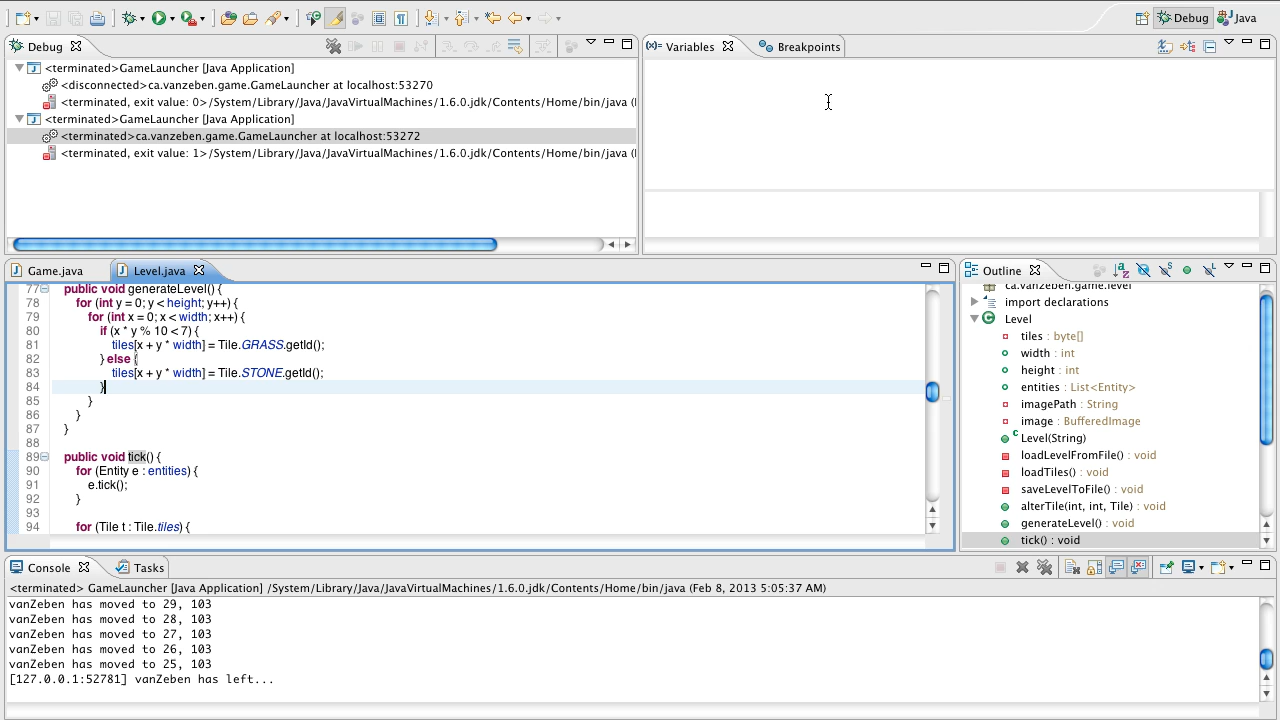 Debug
Java
Debug
Variables
Breakpoints
<terminated>GameLauncher [Java Application]
<disconnected>ca.vanzeben.game.GameLauncher at localhost:53270
<terminated, exit value: 0>/System/Library/Java/JavaVirtualMachines/1.6.0.jdk/Contents/Home/bin/java (
<terminated>GameLauncher [Java Application]
<terminated>ca.vanzeben.game.GameLauncher at localhost:53272
<terminated, exit value: 1>/System/Library/Java/JavaVirtualMachines/1.6.0.jdk/Contents/Home/bin/java (
Game.java
Level.java
77 public void generateLevel() {
78 for (int y = 0; y < height; y++) {
79 for (int x = 0; x < width; x++) {
80 if (x * y % 10 < 7) {
81 tiles[x + y * width] = Tile.GRASS.getId();
82 } else {
83 tiles[x + y * width] = Tile.STONE.getId();
84 }
85 }
86 }
87 }
88
89 public void tick() {
90 for (Entity e : entities) {
91 e.tick();
92 }
93
94 for (Tile t : Tile.tiles) {
Outline
ca.vanzeben.game.level
import declarations
Level
tiles : byte[]
width : int
height : int
entities : List<Entity>
imagePath : String
image : BufferedImage
Level(String)
loadLevelFromFile() : void
loadTiles() : void
saveLevelToFile() : void
alterTile(int, int, Tile) : void
generateLevel() : void
tick() : void
Console
Tasks
<terminated> GameLauncher [Java Application] /System/Library/Java/JavaVirtualMachines/1.6.0.jdk/Contents/Home/bin/java (Feb 8, 2013 5:05:37 AM)
vanZeben has moved to 29, 103
vanZeben has moved to 28, 103
vanZeben has moved to 27, 103
vanZeben has moved to 26, 103
vanZeben has moved to 25, 103
[127.0.0.1:52781] vanZeben has left...